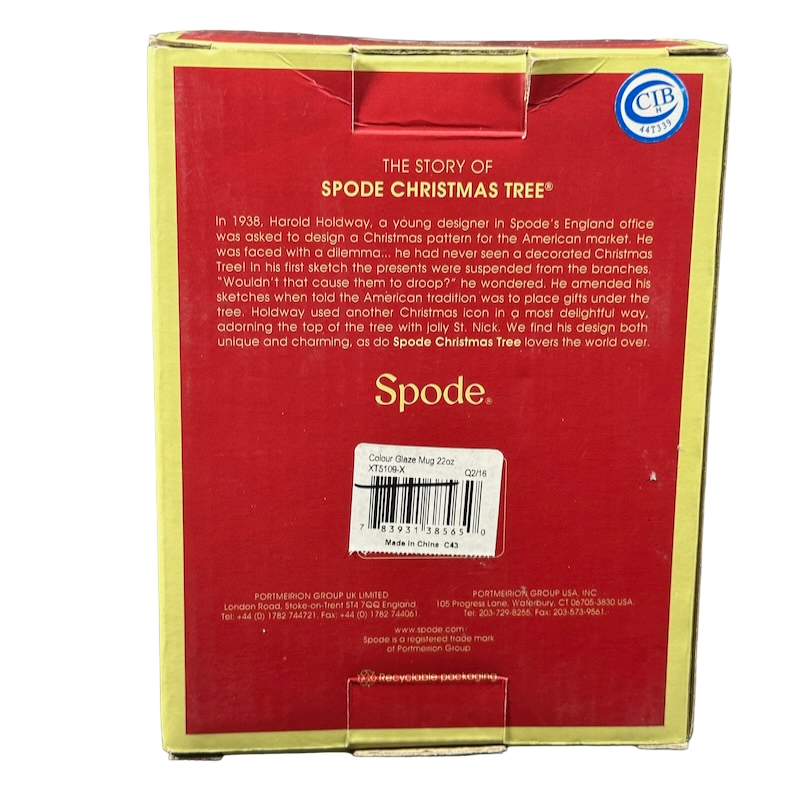 CIB
H
44T339
THE STORY OF
SPODE CHRISTMAS TREE®
In 1938, Harold Holdway, a young designer in Spode's England office
was asked to design a Christmas pattern for the American market. He
was faced with a dilemma... he had never seen a decorated Christmas
Tree! In his first sketch the presents were suspended from the branches.
"Wouldn't that cause them to droop?" he wondered. He amended his
sketches when told the American tradition was to place gifts under the
tree. Holdway used another Christmas icon in a most delightful way,
adorning the top of the tree with jolly St. Nick. We find his design both
unique and charming, as do Spode Christmas Tree lovers the world over.
Spode®
Colour Glaze Mug 22oz
XT5109-X Q2/16
7 83931 38565 0
Made in China C43
PORTMEIRION GROUP UK LIMITED
London Road, Stoke-on-Trent ST4 7QQ England.
Tel: +44 (0) 1782 744721. Fax: +44 (0) 1782 744061
PORTMEIRION GROUP USA, INC.
105 Progress Lane, Waterbury, CT 06705-3830 USA.
Tel: 203-729-8255. Fax: 203-573-9561.
www.spode.com
Spode is a registered trade mark
of Portmeirion Group
Recyclable packaging